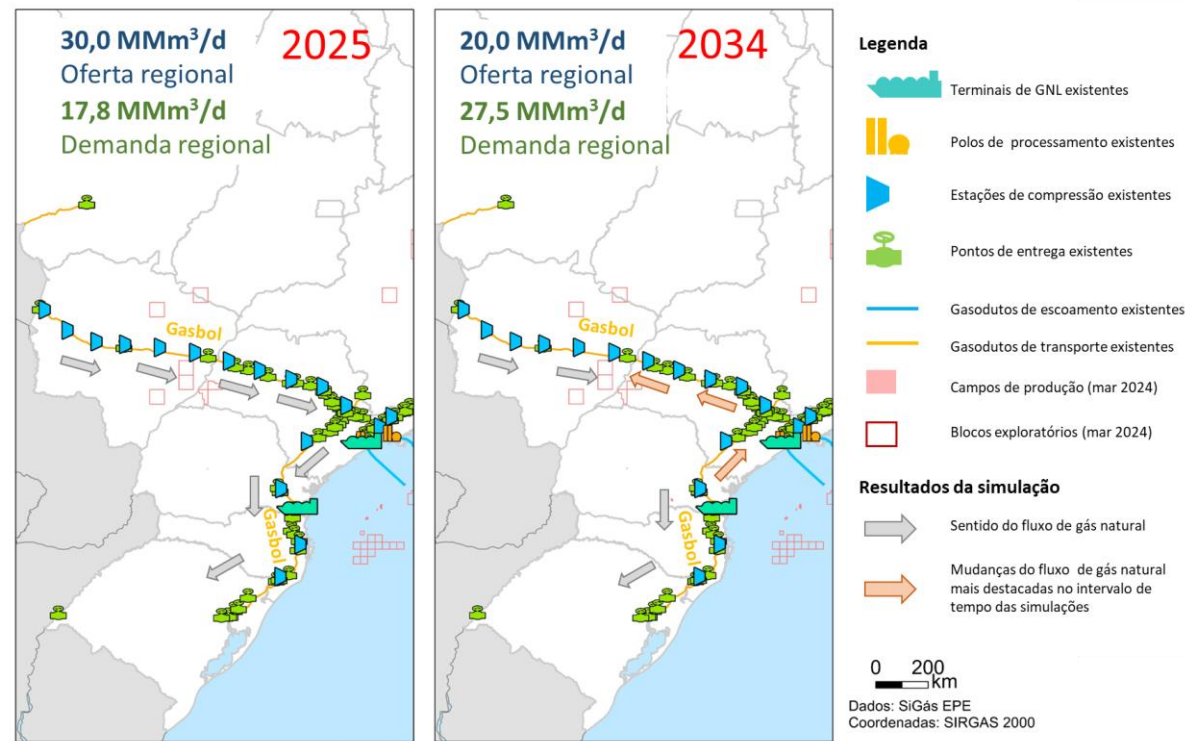 30,0 MMm³/d
Oferta regional
17,8 MMm³/d
Demanda regional
2025
Gasbol
Gasbol
20,0 MMm³/d
Oferta regional
27,5 MMm³/d
Demanda regional
2034
Gasbol
Gasbol
Legenda
Terminais de GNL existentes
Polos de processamento existentes
Estações de compressão existentes
Pontos de entrega existentes
Gasodutos de escoamento existentes
Gasodutos de transporte existentes
Campos de produção (mar 2024)
Blocos exploratórios (mar 2024)
Resultados da simulação
Sentido do fluxo de gás natural
Mudanças do fluxo de gás natural
mais destacadas no intervalo de
tempo das simulações
0 200
km
Dados: SiGás EPE
Coordenadas: SIRGAS 2000